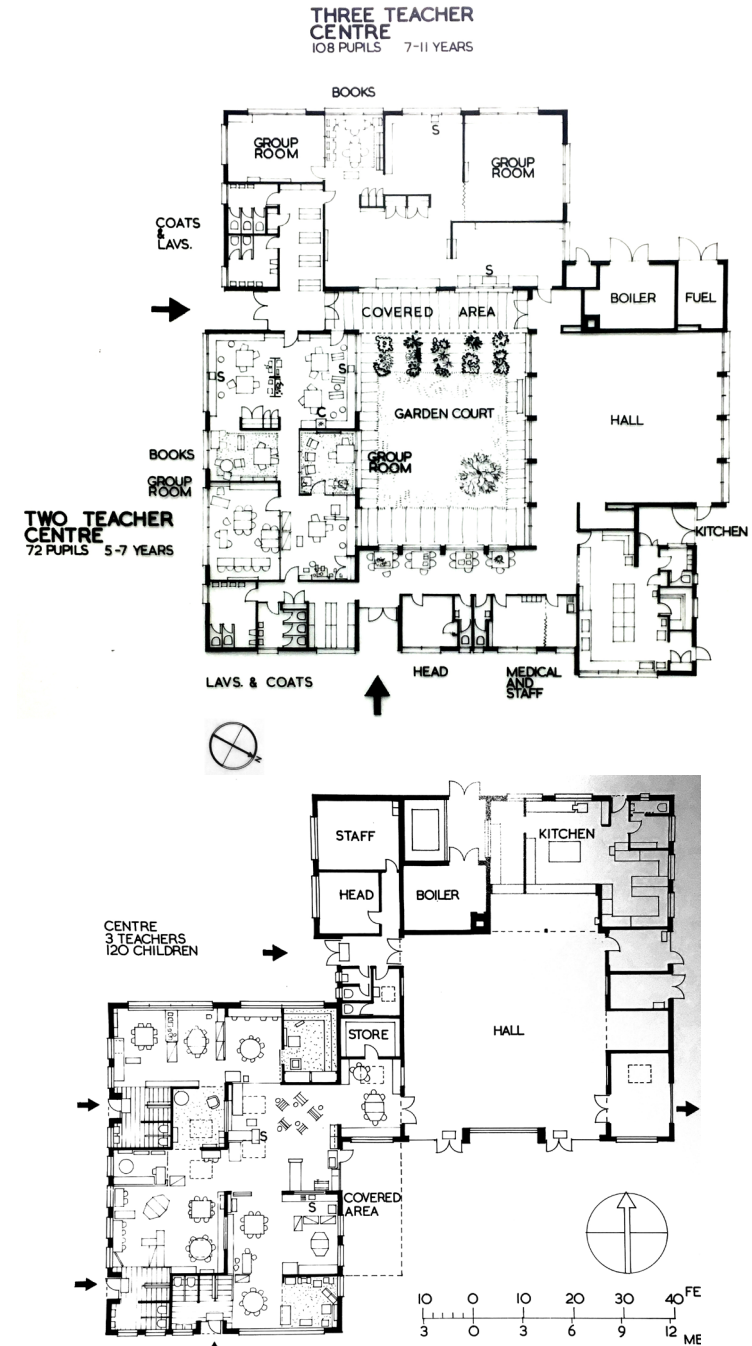 THREE TEACHER
CENTRE
108 PUPILS 7-11 YEARS
BOOKS
GROUP
ROOM
S
GROUP
ROOM
COATS
&
LAVS.
S
BOILER
FUEL
COVERED AREA
S
S
C
GARDEN COURT
HALL
BOOKS
GROUP
ROOM
GROUP
ROOM
TWO TEACHER
CENTRE
72 PUPILS 5-7 YEARS
KITCHEN
LAVS. & COATS
HEAD
MEDICAL
AND
STAFF
N
STAFF
KITCHEN
HEAD
BOILER
CENTRE
3 TEACHERS
120 CHILDREN
STORE
HALL
S
COVERED
AREA
S
10 0 10 20 30 40 FE
3 0 3 6 9 12 ME